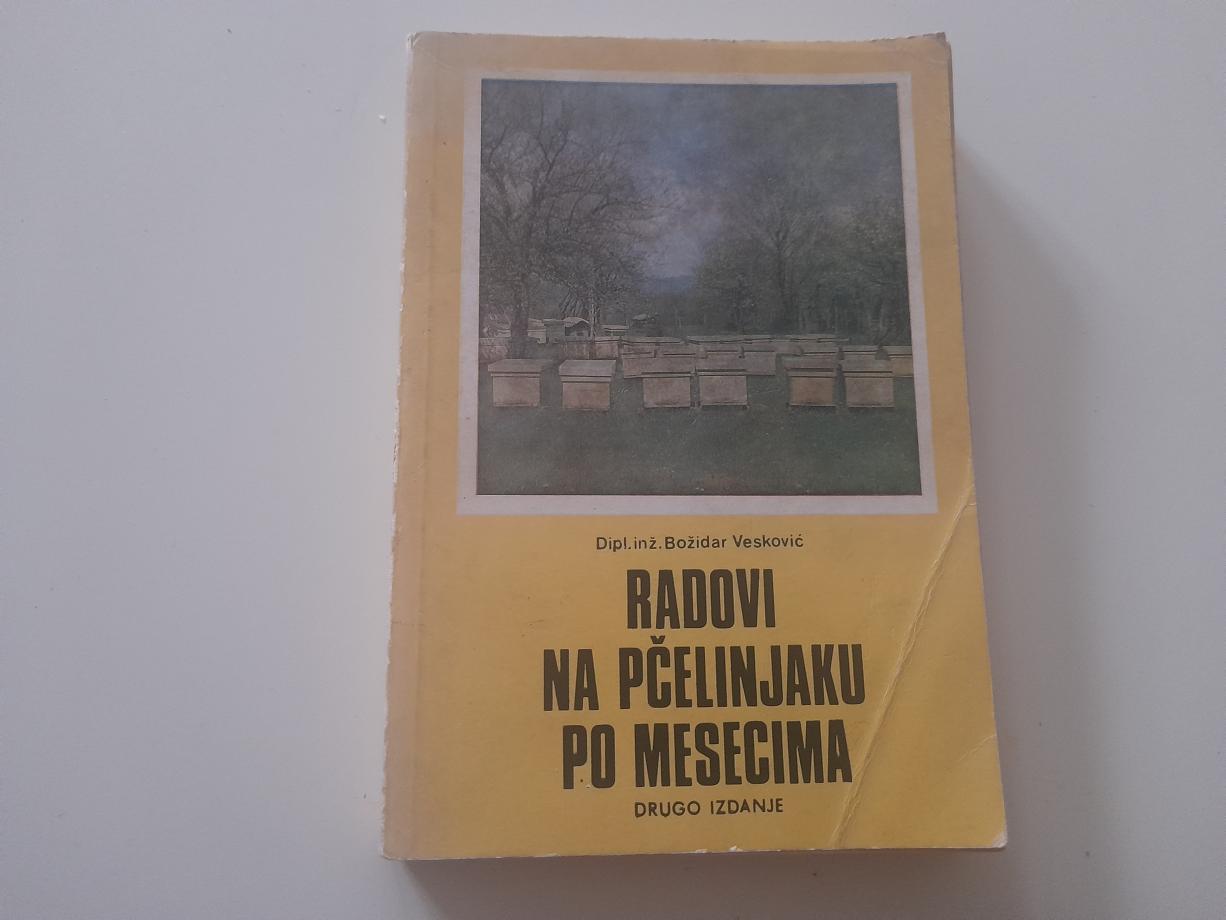 Dipl.inž.Božidar Vesković
RADOVI
NA PČELINJAKU
PO MESECIMA
DRUGO IZDANJE